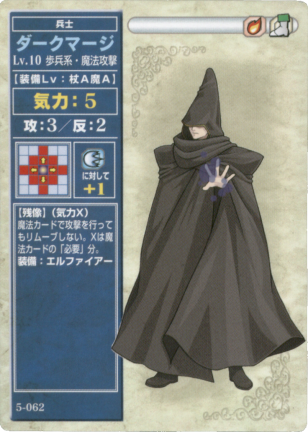 兵士
ダークマージ
Lv.10 歩兵系・魔法攻撃
【装備Lv:杖A魔A】
気力:5
攻:3/反:2
に対して
+1
【残像】(気力X)
魔法カードで攻撃を行って
もリムーブしない。Xは魔
法カードの「必要」分。
装備:エルファイアー
5-062